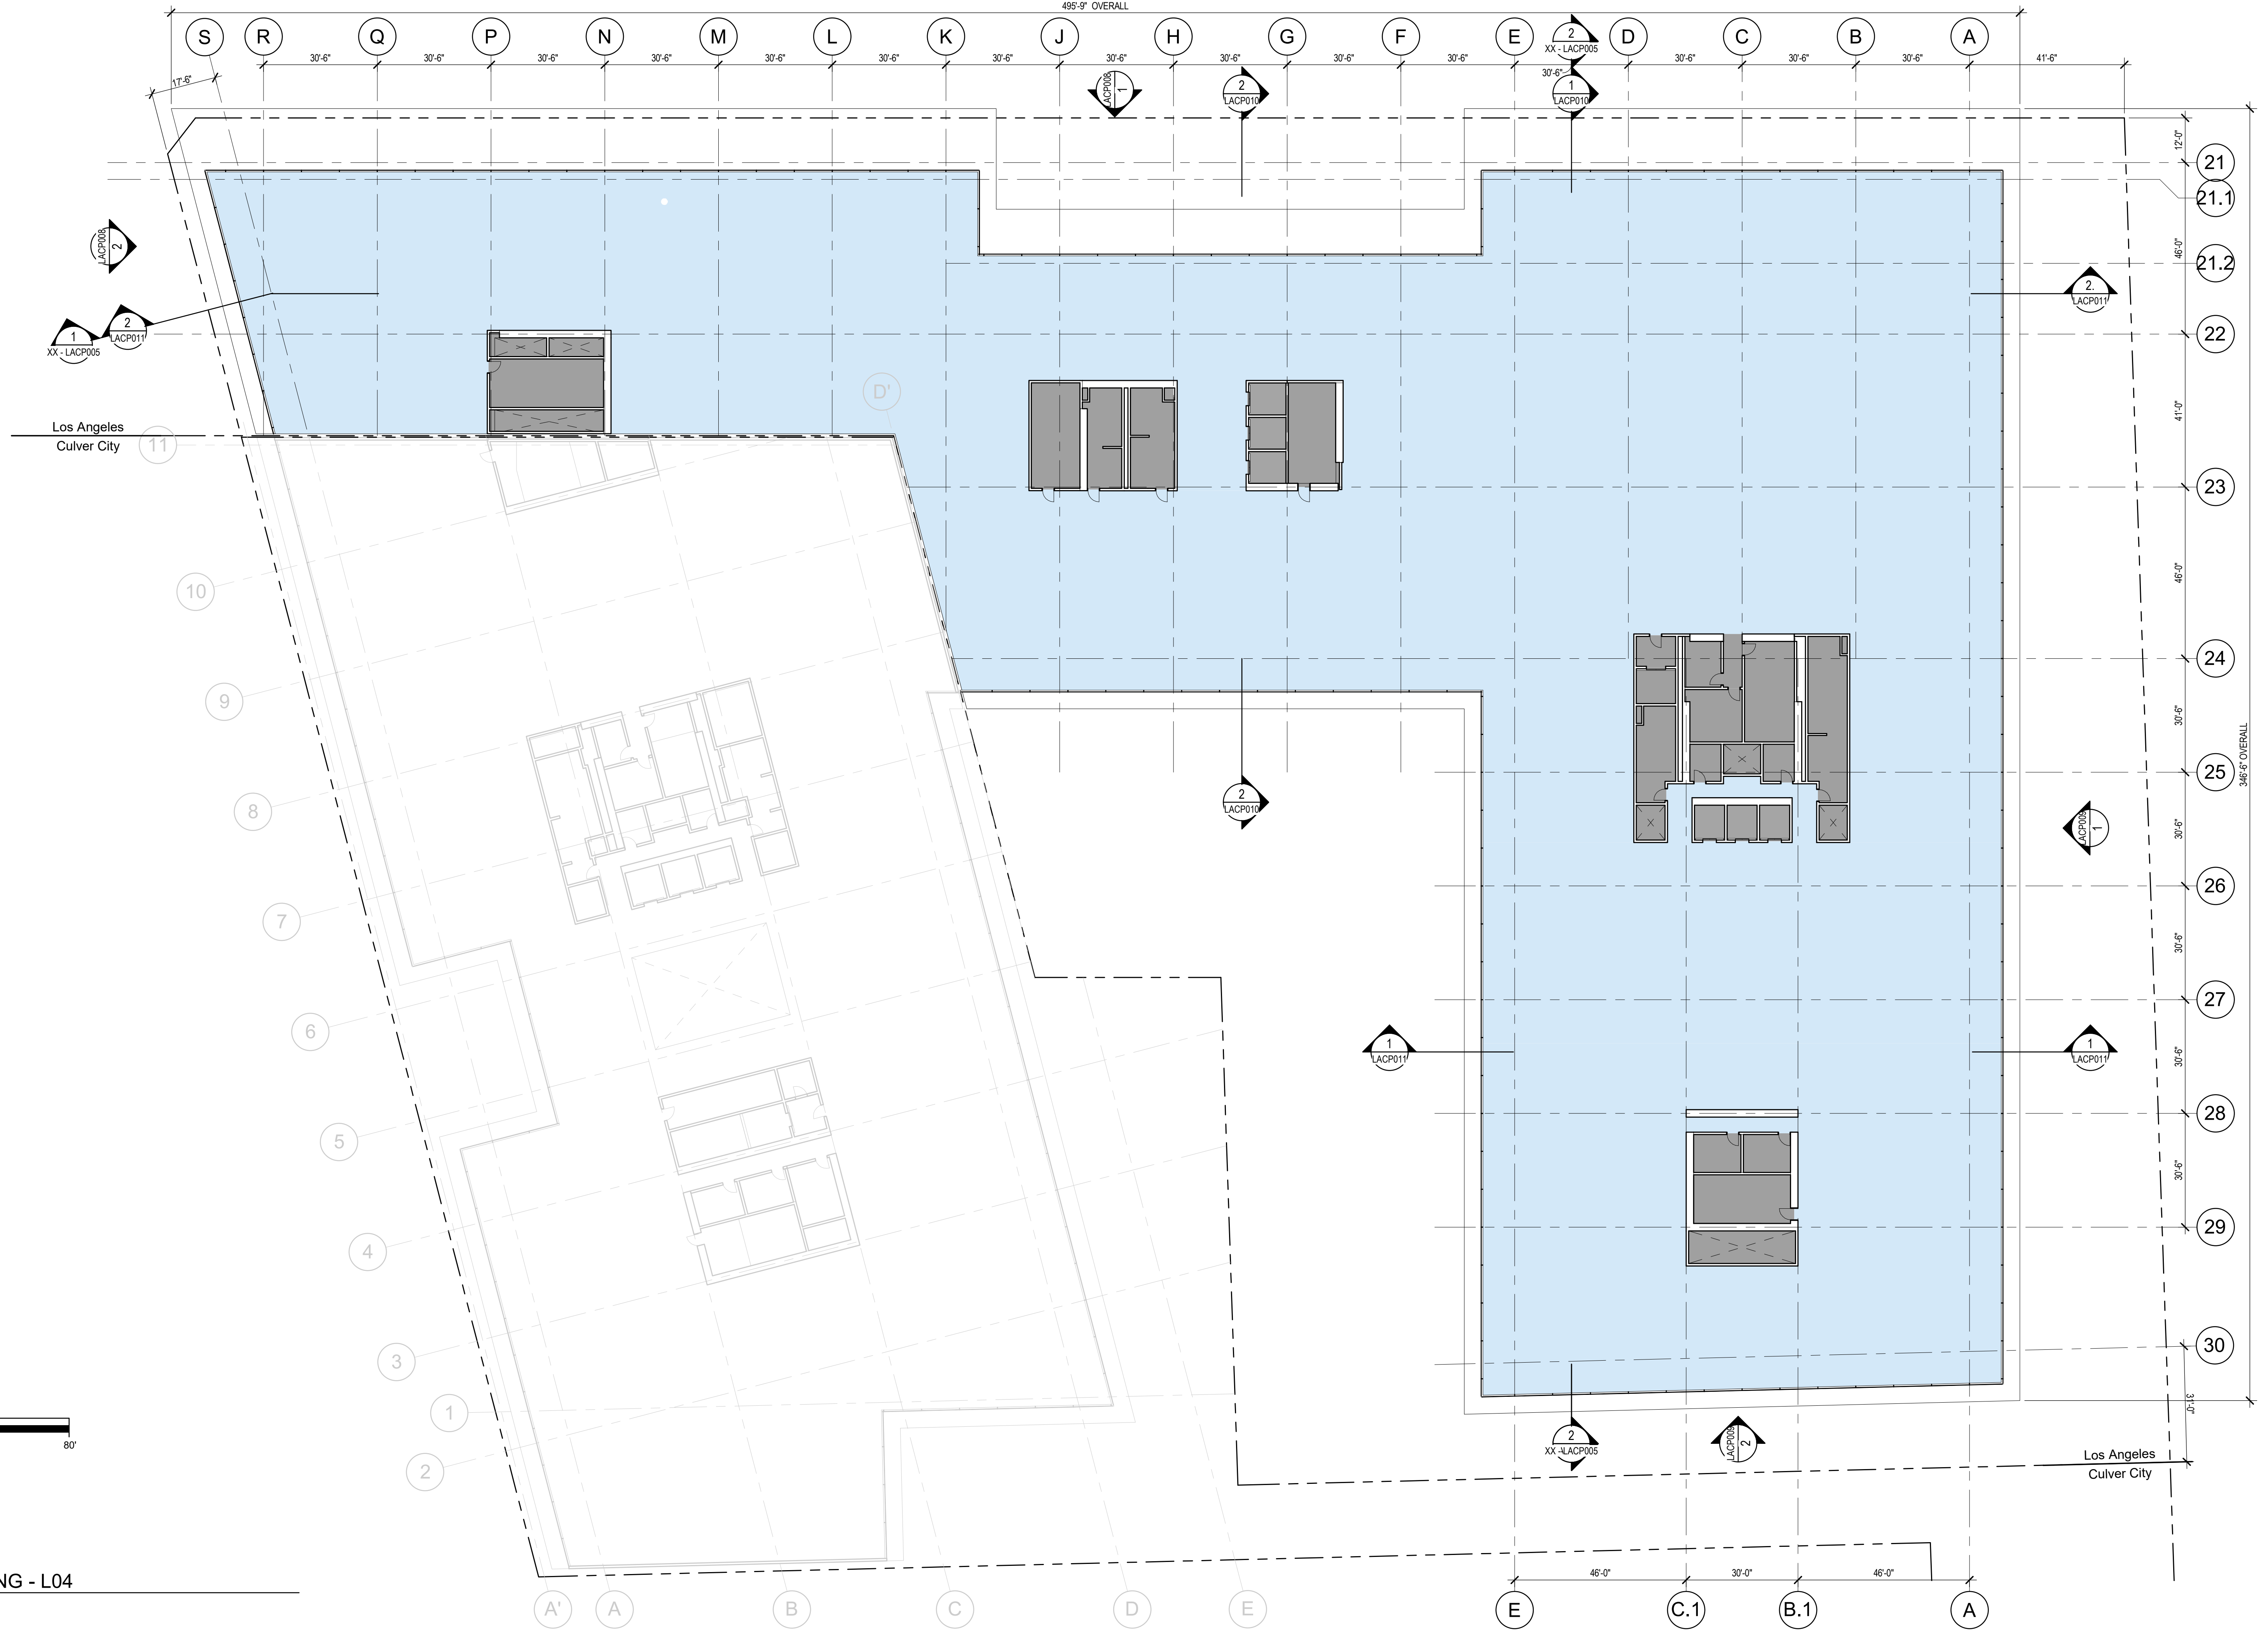 495'-9" OVERALL
S R Q P N M L K J H G F E D C B A
30'-6" 30'-6" 30'-6" 30'-6" 30'-6" 30'-6" 30'-6" 30'-6" 30'-6" 30'-6" 30'-6" 30'-6" 30'-6" 30'-6" 30'-6" 41'-6"
17'-6"
2
XX - LACP005
1
LACP010
2
LACP010
LACP008
1
12'-0"
21
21.1
46'-0"
21.2
LACP008
2
2.
LACP011
1
XX - LACP005
2
LACP011
22
41'-0"
D'
Los Angeles
Culver City
11
23
46'-0"
10
24
9
30'-6"
346'-6" OVERALL
25
8
2
LACP010
30'-6"
LACP009
1
26
7
30'-6"
27
6
1
LACP011
1
LACP011
30'-6"
28
5
30'-6"
29
4
30
3
31'-0"
1
80'
2
XX - LACP005
LACP009
2
Los Angeles
Culver City
2
NG - L04
46'-0" 30'-0" 46'-0"
A' A B C D E E C.1 B.1 A